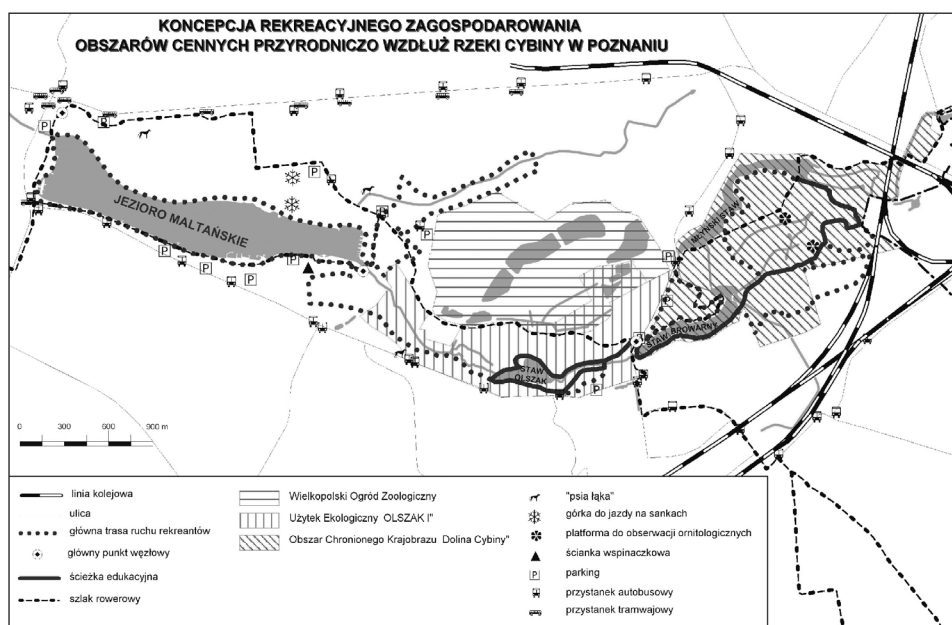 KONCEPCJA REKREACYJNEGO ZAGOSPODAROWANIA
OBSZARÓW CENNYCH PRZYRODNICZO WZDŁUŻ RZEKI CYBINY W POZNANIU
P
P
P
JEZIORO MALTAŃSKIE
P
P
P
P
P
MŁYŃSKI STAW
P
P
STAW BROWARNY
STAW
OLSZAK
P
0 300 600 900 m
linia kolejowa
ulica
główna trasa ruchu rekreantów
główny punkt węzłowy
ścieżka edukacyjna
szlak rowerowy
Wielkopolski Ogród Zoologiczny
Użytek Ekologiczny OLSZAK I"
Obszar Chronionego Krajobrazu Dolina Cybiny"
"psia łąka"
górka do jazdy na sankach
platforma do obserwacji ornitologicznych
ścianka wspinaczkowa
P parking
przystanek autobusowy
przystanek tramwajowy